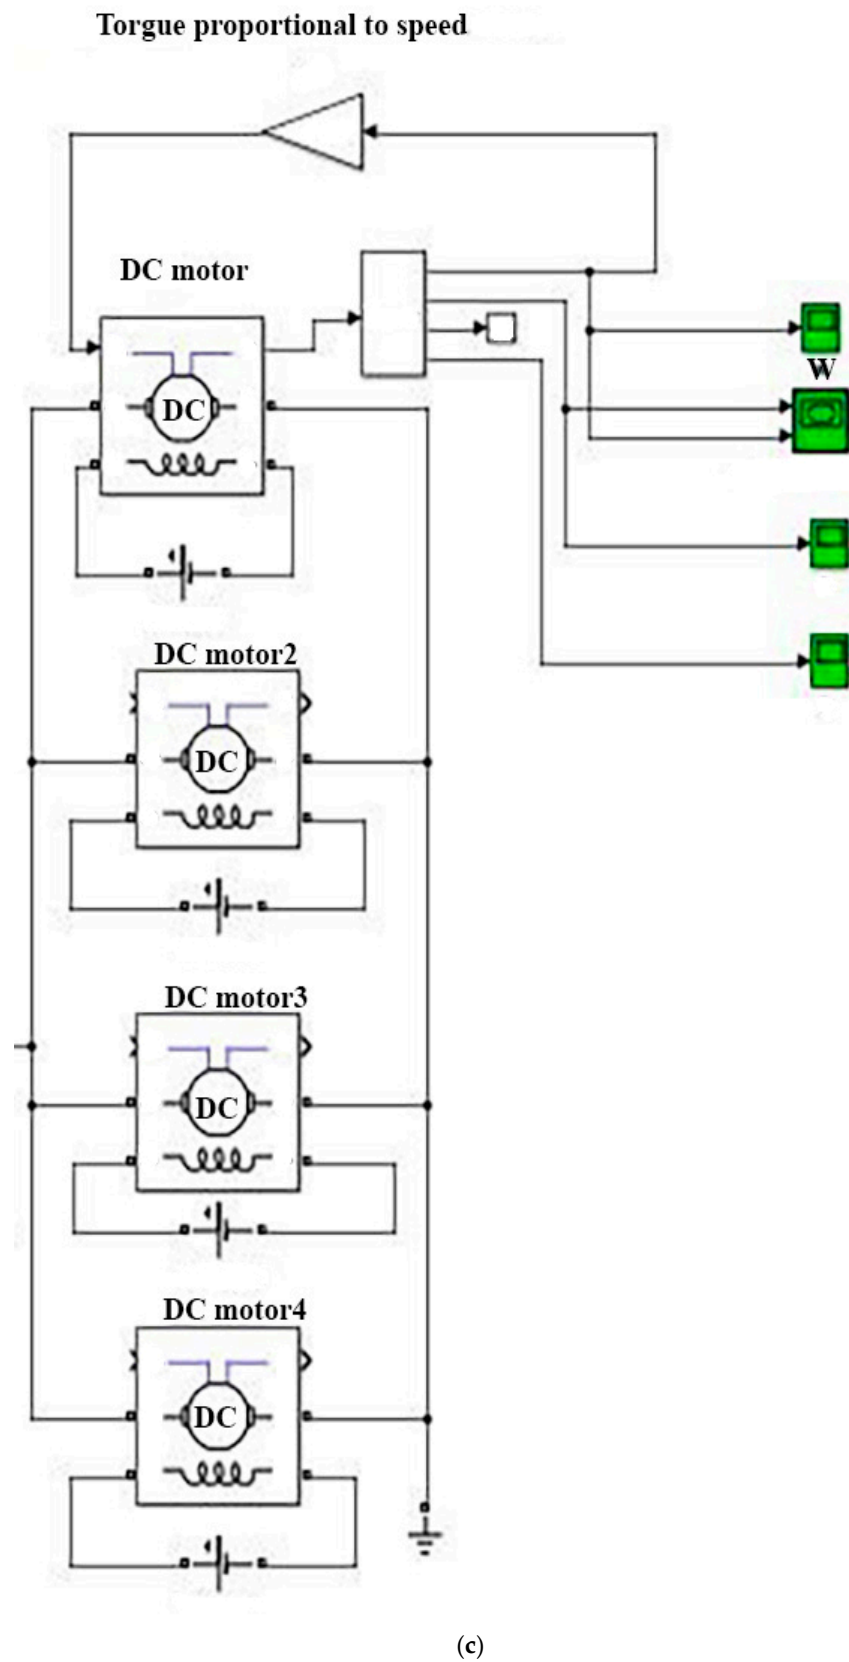 Torgue proportional to speed
DC motor
DC
W
DC motor2
DC
DC motor3
DC
DC motor4
DC
(c)